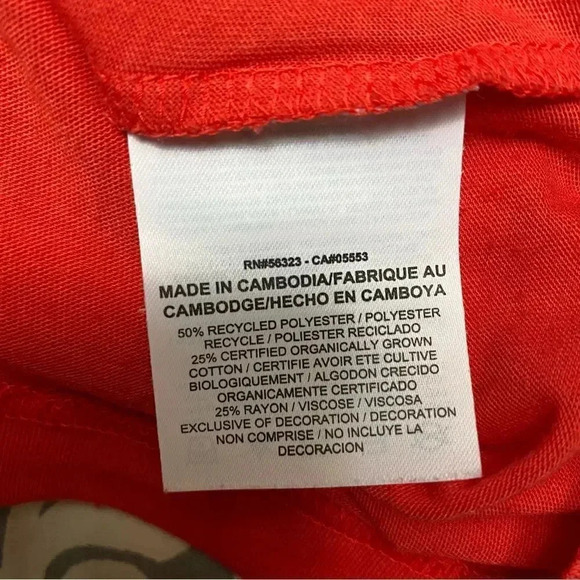 RN#56323 - CA#05553
MADE IN CAMBODIA/FABRIQUE AU
CAMBODGE/HECHO EN CAMBOYA
50% RECYCLED POLYESTER / POLYESTER
RECYCLE / POLIESTER RECICLADO
25% CERTIFIED ORGANICALLY GROWN
COTTON / CERTIFIE AVOIR ETE CULTIVE
BIOLOGIQUEMENT / ALGODON CRECIDO
ORGANICAMENTE CERTIFICADO
25% RAYON / VISCOSE / VISCOSA
EXCLUSIVE OF DECORATION / DECORATION
NON COMPRISE / NO INCLUYE LA
DECORACION